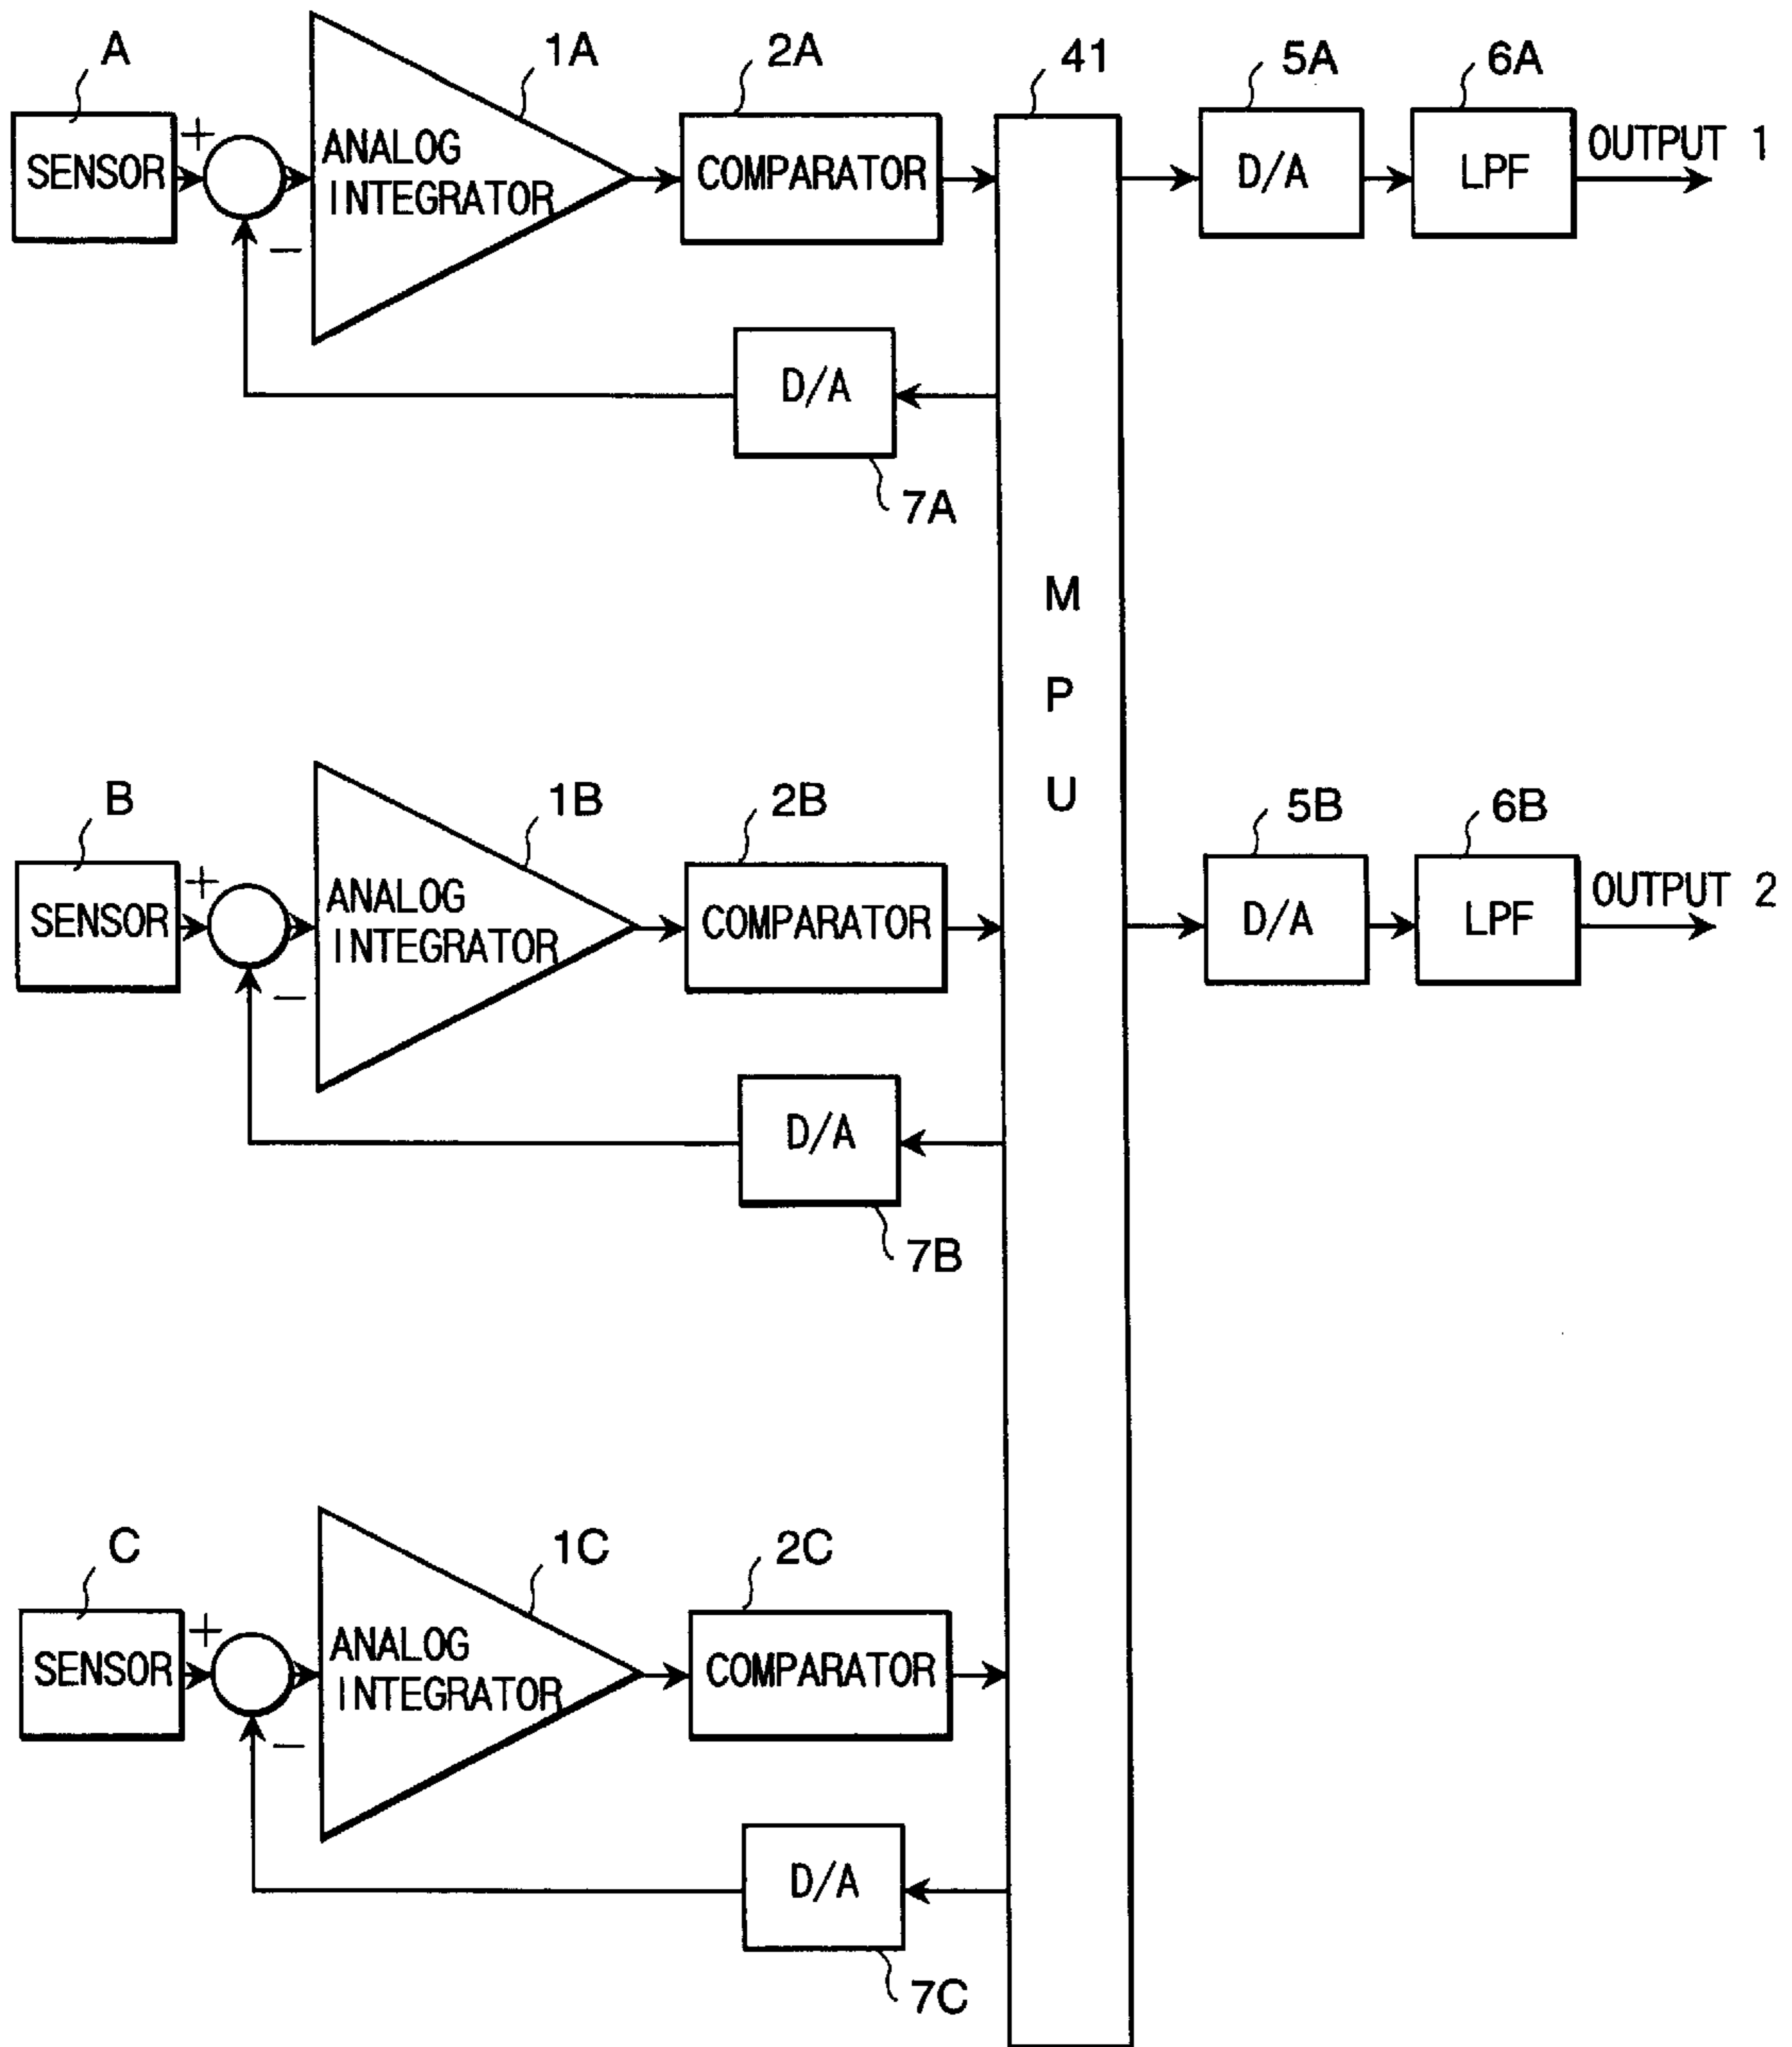 A
1A
2A
41
5A
6A
SENSOR
+
−
ANALOG
INTEGRATOR
COMPARATOR
D/A
LPF
OUTPUT 1
D/A
7A
M
P
U
B
1B
2B
5B
6B
SENSOR
+
−
ANALOG
INTEGRATOR
COMPARATOR
D/A
LPF
OUTPUT 2
D/A
7B
C
1C
2C
SENSOR
+
−
ANALOG
INTEGRATOR
COMPARATOR
D/A
7C